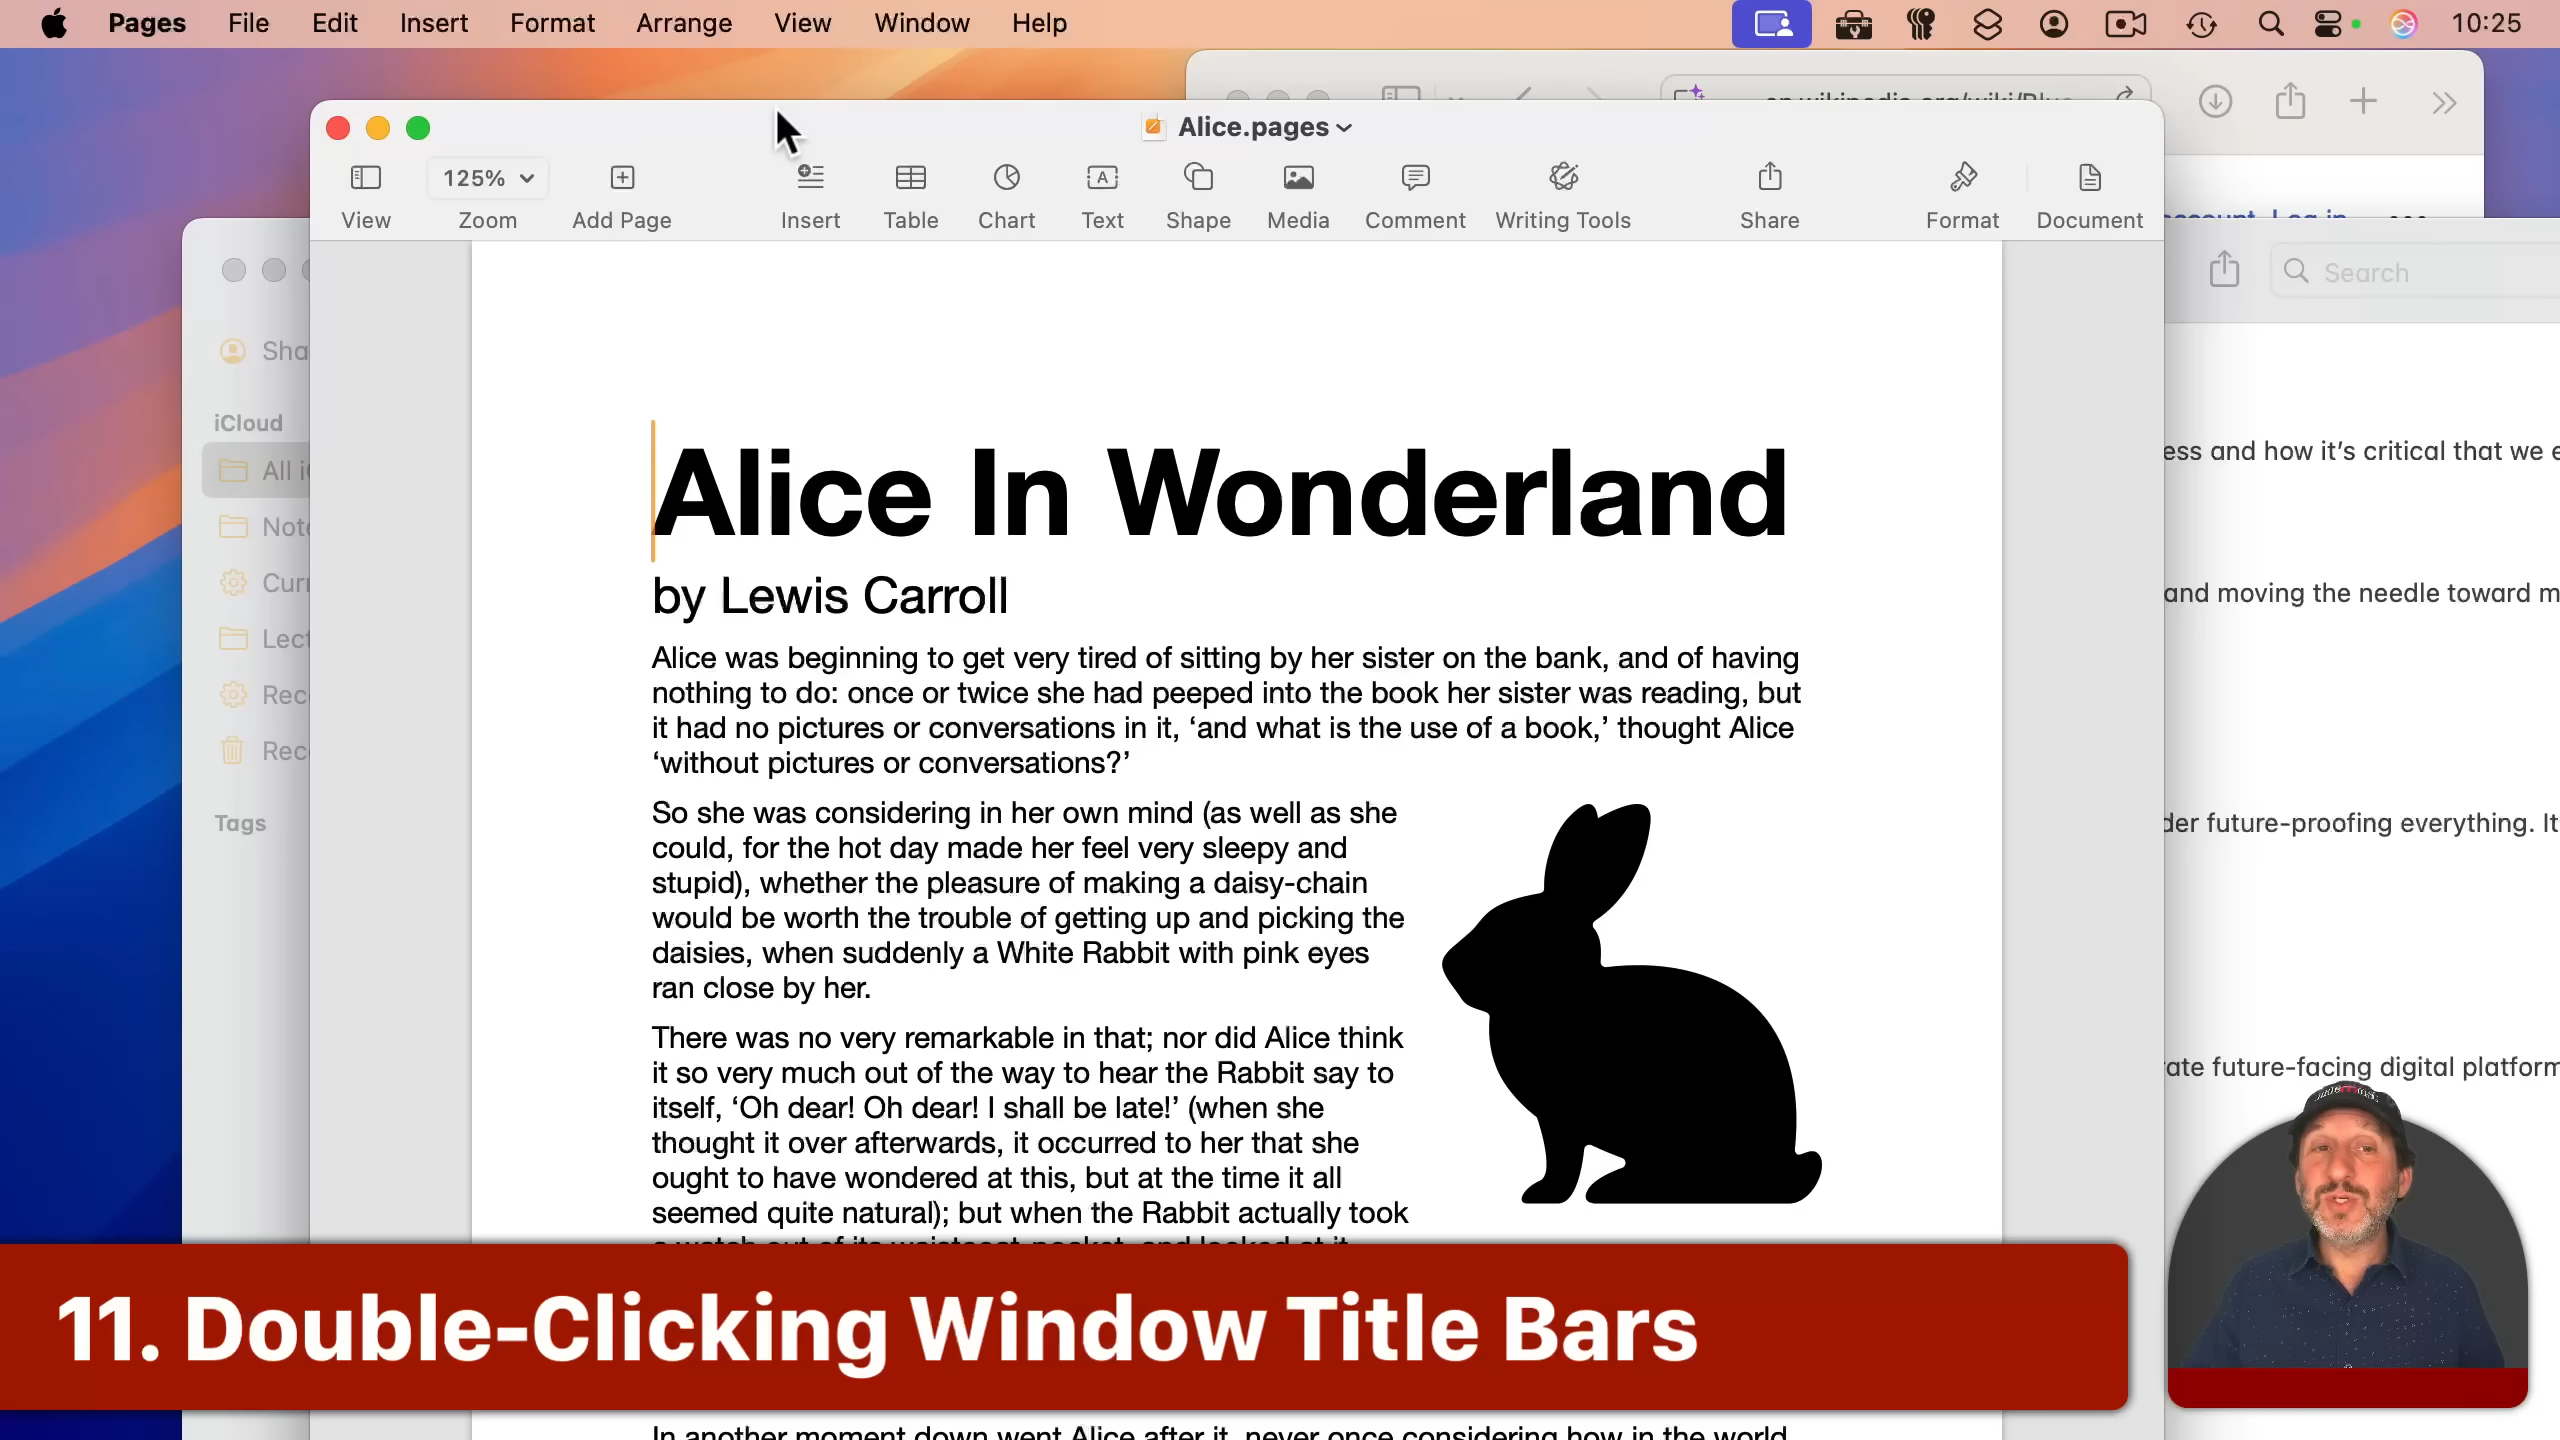 Pages File Edit Insert Format Arrange View Window Help 10:25
Alice.pages
125%
View Zoom Add Page Insert Table Chart Text Shape Media Comment Writing Tools Share Format Document
Search
Sha
iCloud
All i
Note
Curr
Lect
Rec
Rec
Tags
Alice In Wonderland
by Lewis Carroll
Alice was beginning to get very tired of sitting by her sister on the bank, and of having
nothing to do: once or twice she had peeped into the book her sister was reading, but
it had no pictures or conversations in it, ‘and what is the use of a book,’ thought Alice
‘without pictures or conversations?’
So she was considering in her own mind (as well as she
could, for the hot day made her feel very sleepy and
stupid), whether the pleasure of making a daisy-chain
would be worth the trouble of getting up and picking the
daisies, when suddenly a White Rabbit with pink eyes
ran close by her.
There was no very remarkable in that; nor did Alice think
it so very much out of the way to hear the Rabbit say to
itself, ‘Oh dear! Oh dear! I shall be late!’ (when she
thought it over afterwards, it occurred to her that she
ought to have wondered at this, but at the time it all
seemed quite natural); but when the Rabbit actually took
In another moment down went Alice after it, never once considering how in the world
ess and how it’s critical that we e
and moving the needle toward m
der future-proofing everything. It
ate future-facing digital platform
11. Double-Clicking Window Title Bars